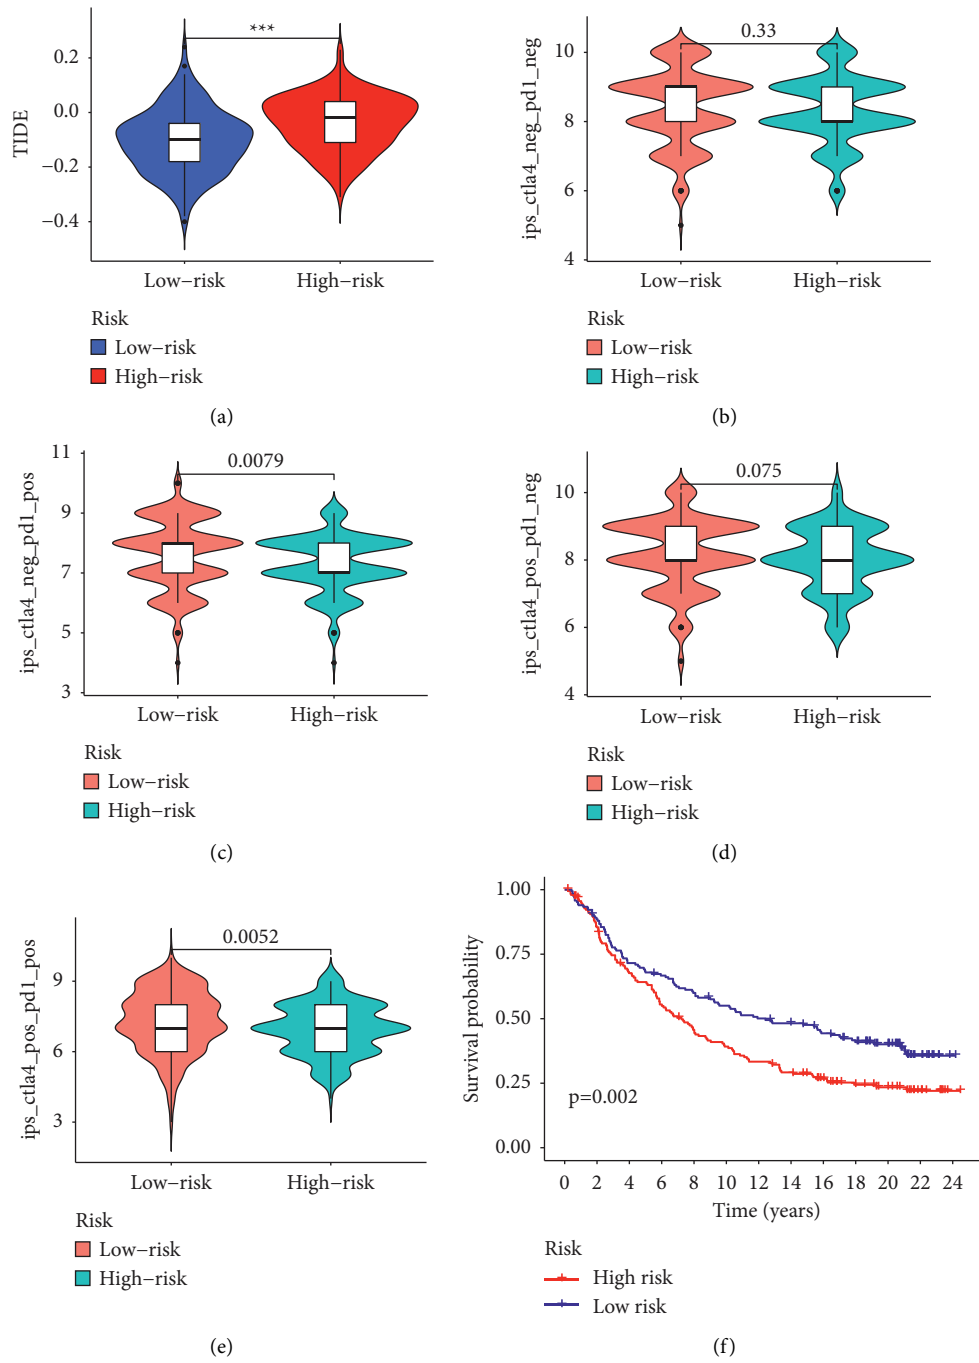 ***
0.2
0.0
−0.2
−0.4
TIDE
Low−risk
High−risk
Risk
Low−risk
High−risk
(a)
0.33
10
8
6
4
ips_ctla4_neg_pd1_neg
Low−risk
High−risk
Risk
Low−risk
High−risk
(b)
0.0079
11
9
7
5
3
ips_ctla4_neg_pd1_pos
Low−risk
High−risk
Risk
Low−risk
High−risk
(c)
0.075
10
8
6
4
ips_ctla4_pos_pd1_neg
Low−risk
High−risk
Risk
Low−risk
High−risk
(d)
0.0052
9
6
3
ips_ctla4_pos_pd1_pos
Low−risk
High−risk
Risk
Low−risk
High−risk
(e)
1.00
0.75
0.50
0.25
0.00
Survival probability
p=0.002
0 2 4 6 8 10 12 14 16 18 20 22 24
Time (years)
Risk
High risk
Low risk
(f)